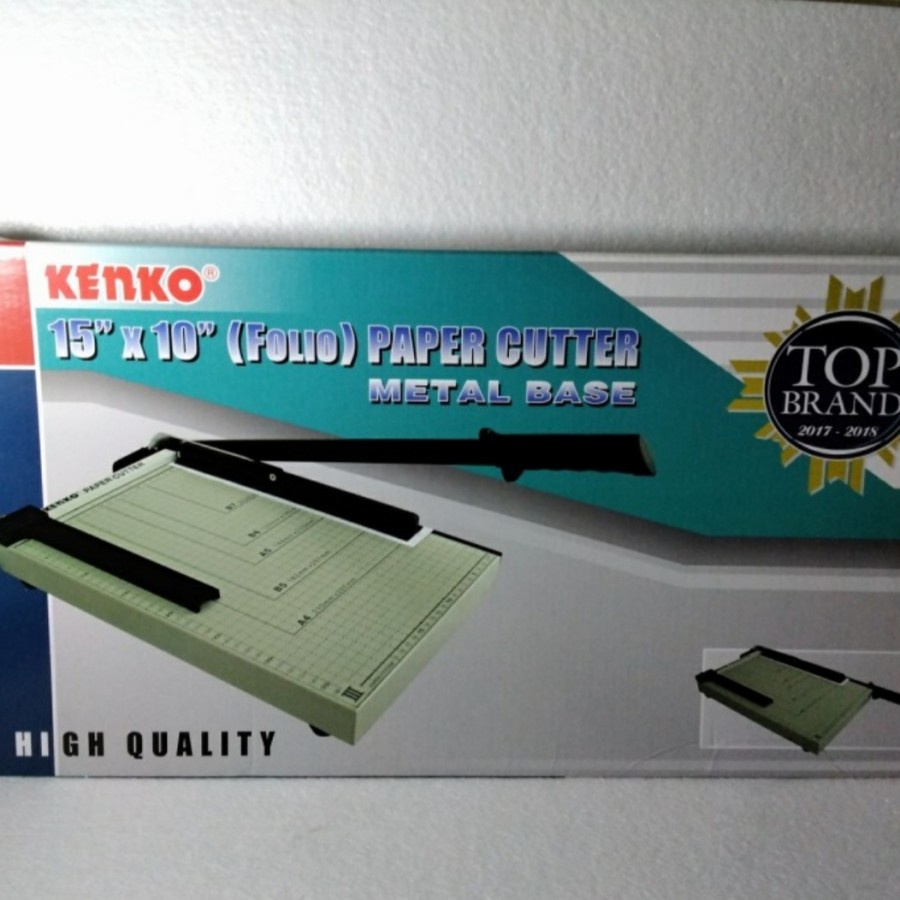 KENKO®
15" X 10" (FOLIO) PAPER CUTTER
METAL BASE
TOP
BRAND
2017 - 2018
KENKO® PAPER CUTTER
B7
B6
A5
B5
A4
HIGH QUALITY